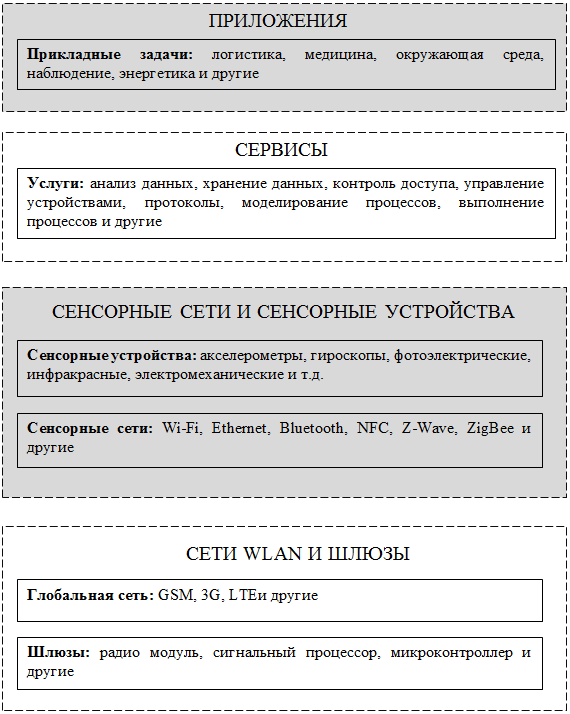 ПРИЛОЖЕНИЯ
Прикладные задачи: логистика, медицина, окружающая среда,
наблюдение, энергетика и другие
СЕРВИСЫ
Услуги: анализ данных, хранение данных, контроль доступа, управление
устройствами, протоколы, моделирование процессов, выполнение
процессов и другие
СЕНСОРНЫЕ СЕТИ И СЕНСОРНЫЕ УСТРОЙСТВА
Сенсорные устройства: акселерометры, гироскопы, фотоэлектрические,
инфракрасные, электромеханические и т.д.
Сенсорные сети: Wi-Fi, Ethernet, Bluetooth, NFC, Z-Wave, ZigBee и
другие
СЕТИ WLAN И ШЛЮЗЫ
Глобальная сеть: GSM, 3G, LTEи другие
Шлюзы: радио модуль, сигнальный процессор, микроконтроллер и
другие